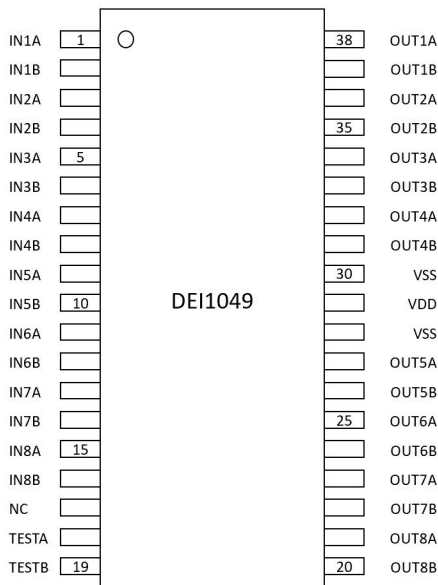 IN1A 1 38 OUT1A
IN1B OUT1B
IN2A OUT2A
IN2B 35 OUT2B
IN3A 5 OUT3A
IN3B OUT3B
IN4A OUT4A
IN4B OUT4B
IN5A 30 VSS
IN5B 10 DEI1049 VDD
IN6A VSS
IN6B OUT5A
IN7A OUT5B
IN7B 25 OUT6A
IN8A 15 OUT6B
IN8B OUT7A
NC OUT7B
TESTA OUT8A
TESTB 19 20 OUT8B